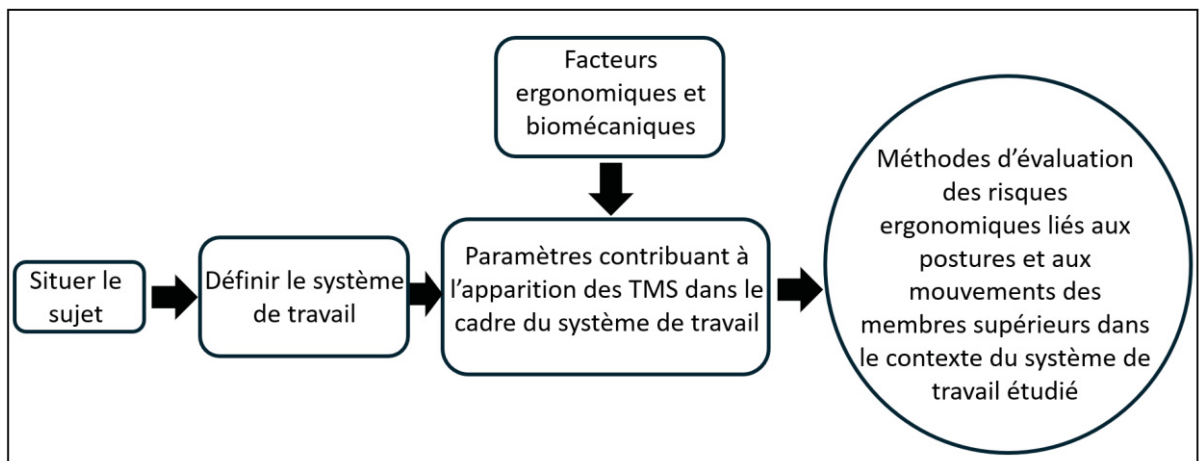 Facteurs
ergonomiques et
biomécaniques
Situer le
sujet
Définir le système
de travail
Paramètres contribuant à
l’apparition des TMS dans le
cadre du système de travail
Méthodes d’évaluation
des risques
ergonomiques liés aux
postures et aux
mouvements des
membres supérieurs dans
le contexte du système de
travail étudié